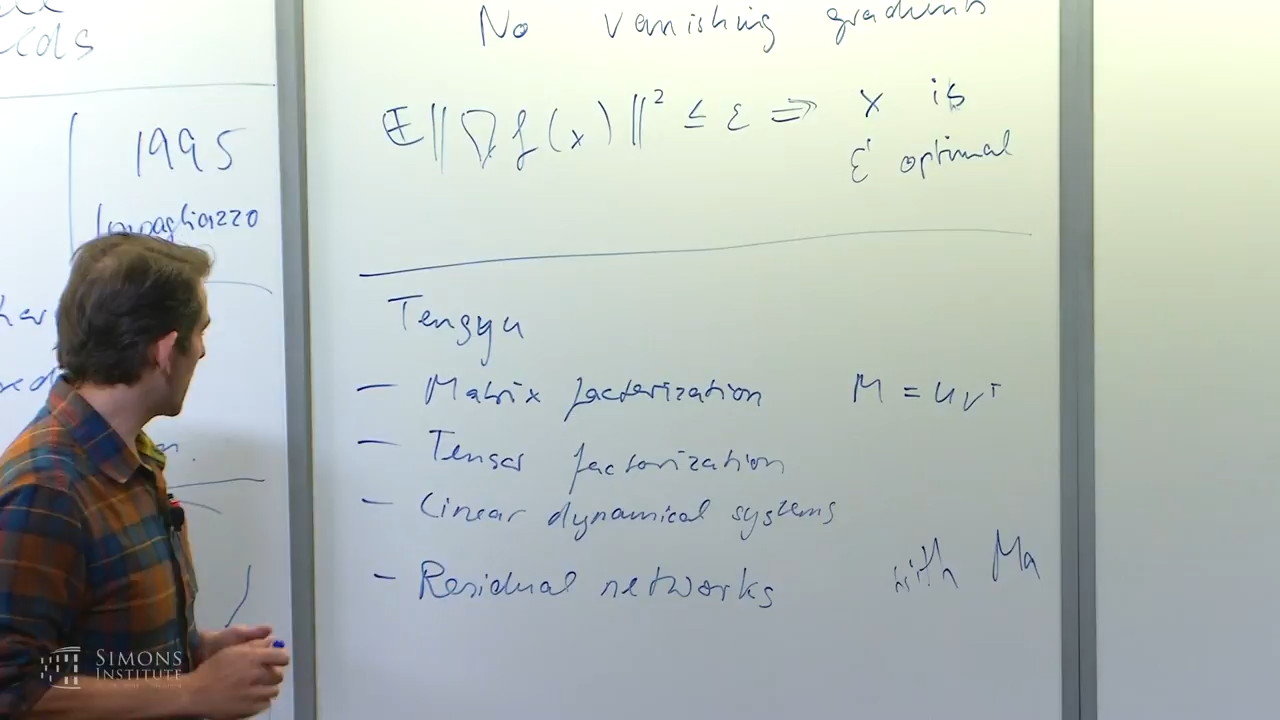 1995
No vanishing gradients
𝔼‖∇f(x)‖² ≤ ε ⇒ x is
ε' optimal
Tengyu
– Matrix factorization M = uvᵀ
– Tensor factorization
– Linear dynamical systems
– Residual networks with Ma
SIMONS
INSTITUTE